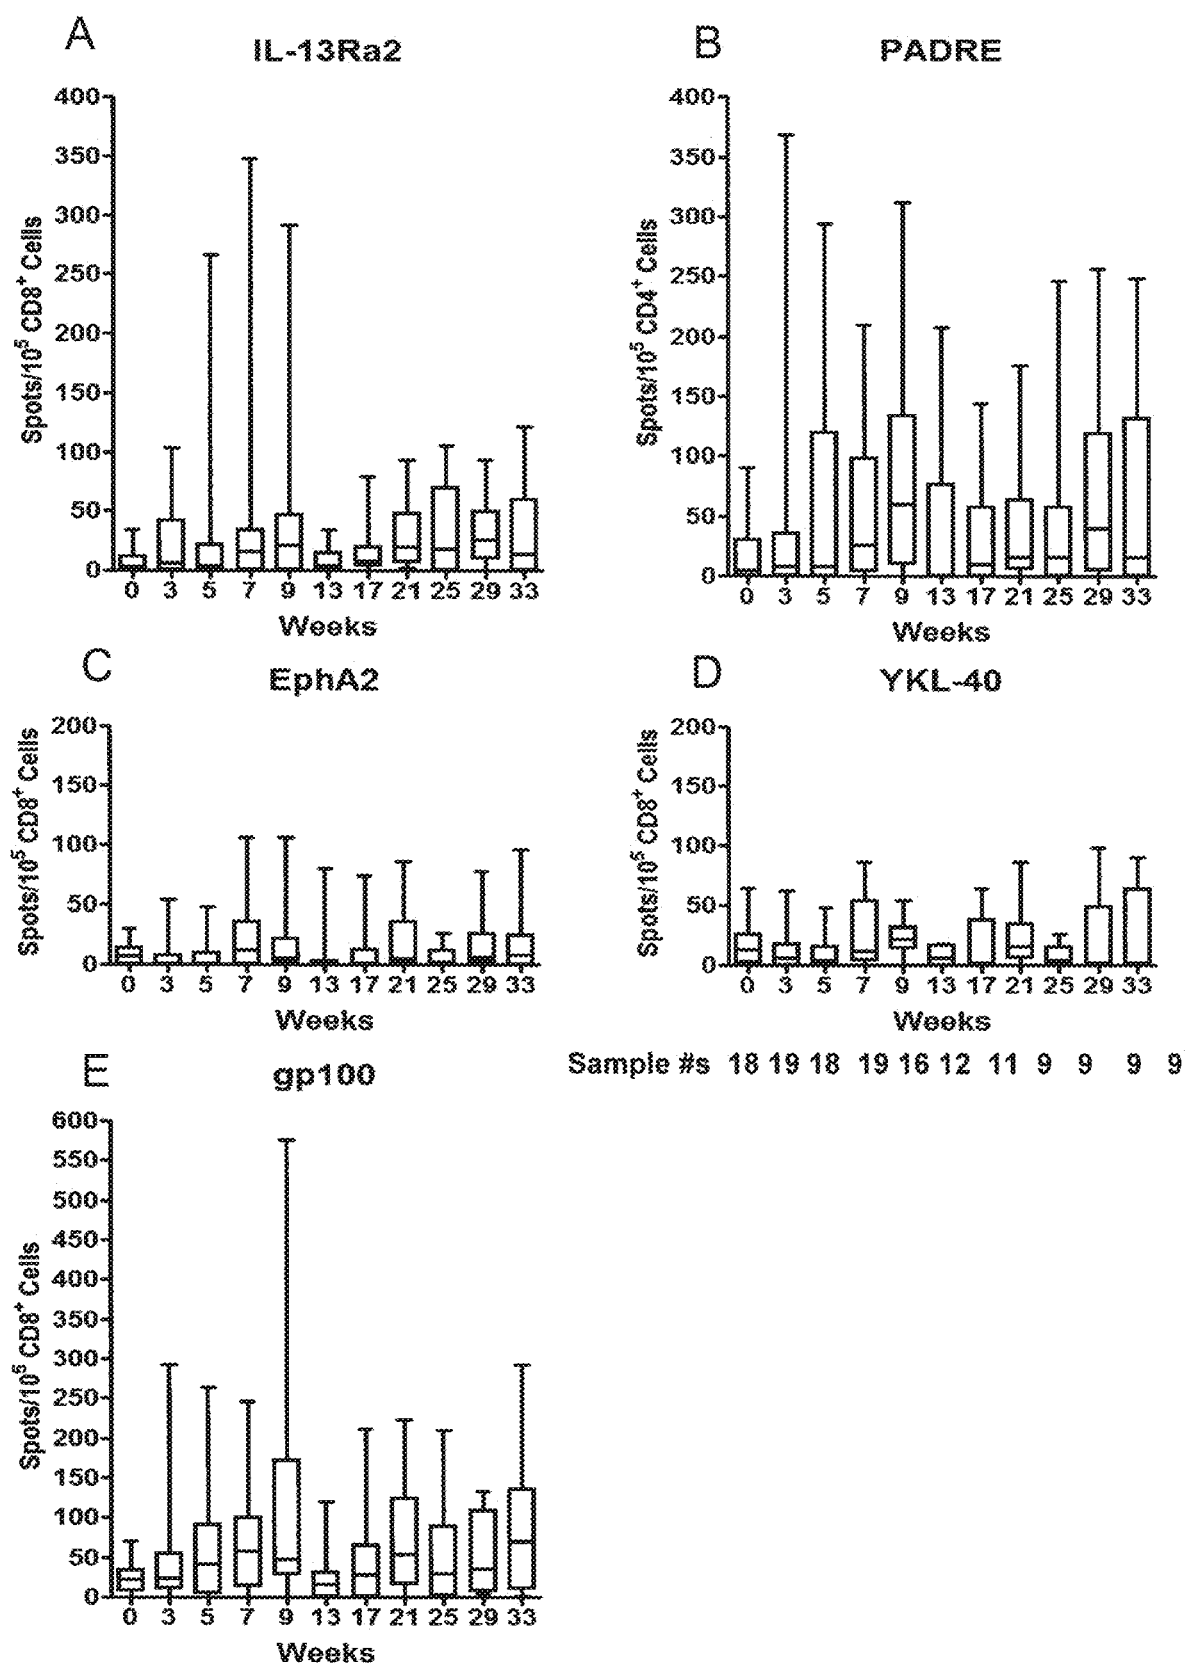 A
IL-13Ra2
400
350
300
250
200
150
100
50
0
Spots/10⁵ CD8⁺ Cells
0 3 5 7 9 13 17 21 25 29 33
Weeks
B
PADRE
400
350
300
250
200
150
100
50
0
Spots/10⁵ CD4⁺ Cells
0 3 5 7 9 13 17 21 25 29 33
Weeks
C
EphA2
200
150
100
50
0
Spots/10⁵ CD8⁺ Cells
0 3 5 7 9 13 17 21 25 29 33
Weeks
D
YKL-40
200
150
100
50
0
Spots/10⁵ CD8⁺ Cells
0 3 5 7 9 13 17 21 25 29 33
Weeks
Sample #s 18 19 18 19 16 12 11 9 9 9 9
E
gp100
600
550
500
450
400
350
300
250
200
150
100
50
0
Spots/10⁵ CD8⁺ Cells
0 3 5 7 9 13 17 21 25 29 33
Weeks